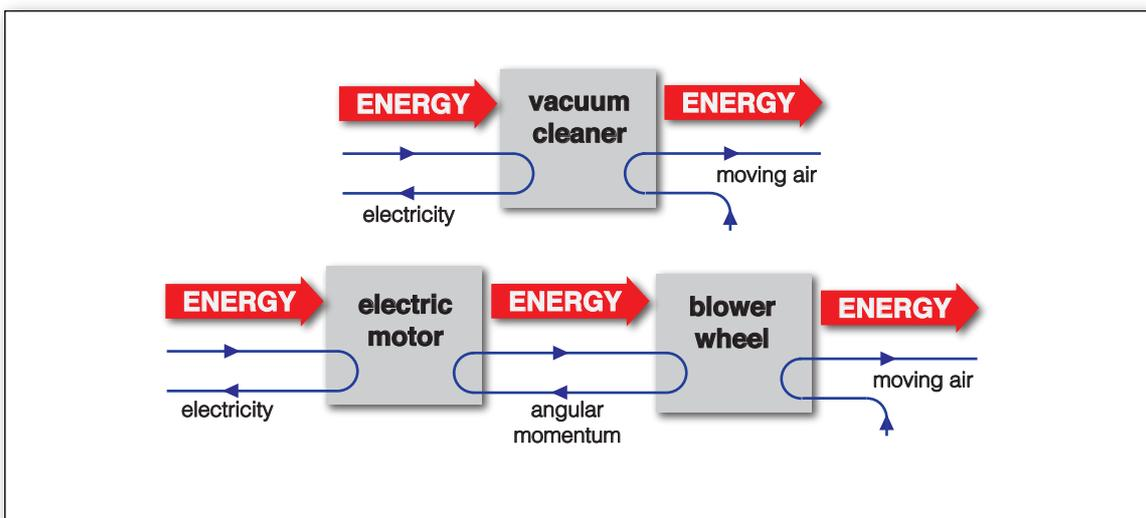 ENERGY
vacuum
cleaner
ENERGY
moving air
electricity
ENERGY
electric
motor
ENERGY
blower
wheel
ENERGY
moving air
electricity
angular
momentum